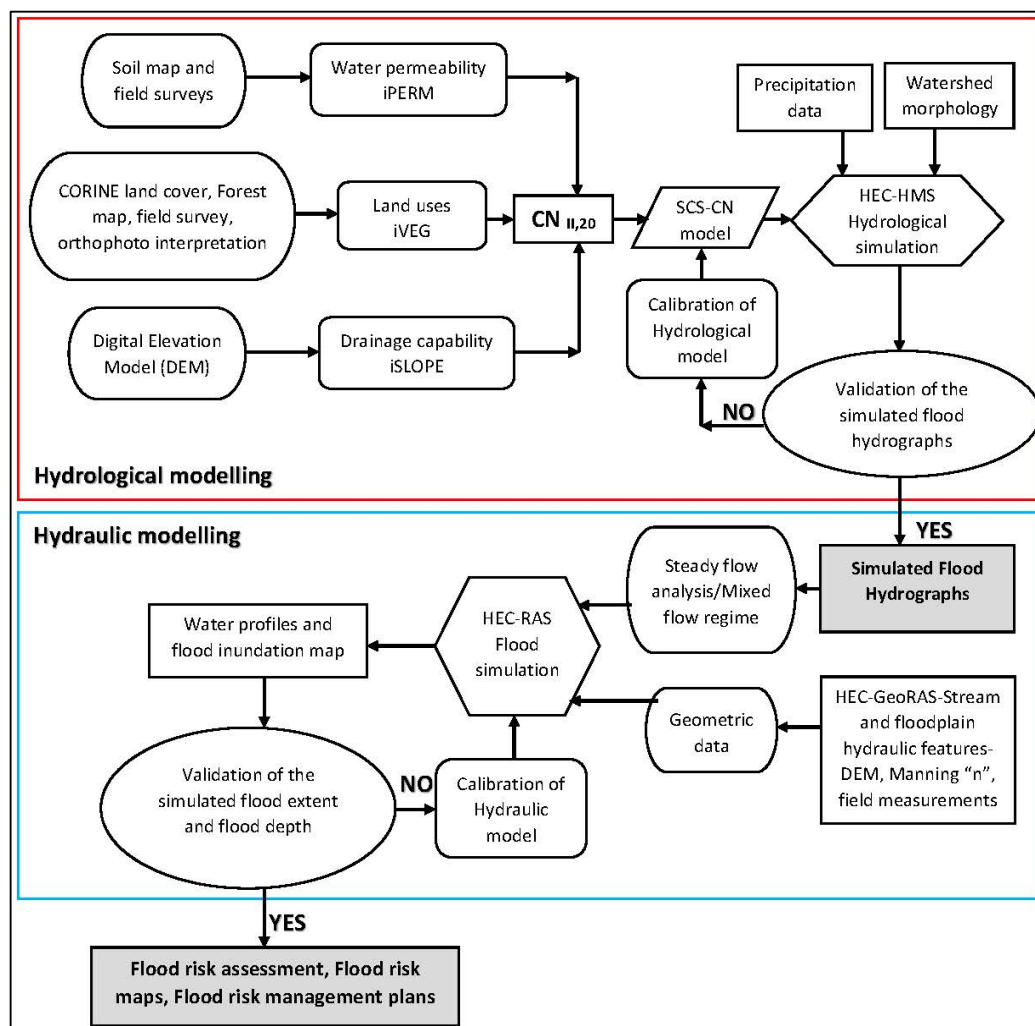 Soil map and
field surveys
Water permeability
iPERM
Precipitation
data
Watershed
morphology
CORINE land cover, Forest
map, field survey,
orthophoto interpretation
Land uses
iVEG
CN II,20
SCS-CN
model
HEC-HMS
Hydrological
simulation
Digital Elevation
Model (DEM)
Drainage capability
iSLOPE
Calibration of
Hydrological
model
NO
Validation of the
simulated flood
hydrographs
Hydrological modelling
YES
Hydraulic modelling
Simulated Flood
Hydrographs
Steady flow
analysis/Mixed
flow regime
HEC-RAS
Flood
simulation
Water profiles and
flood inundation map
HEC-GeoRAS-Stream
and floodplain
hydraulic features-
DEM, Manning “n”,
field measurements
Geometric
data
Validation of the
simulated flood extent
and flood depth
NO
Calibration of
Hydraulic
model
YES
Flood risk assessment, Flood risk
maps, Flood risk management plans